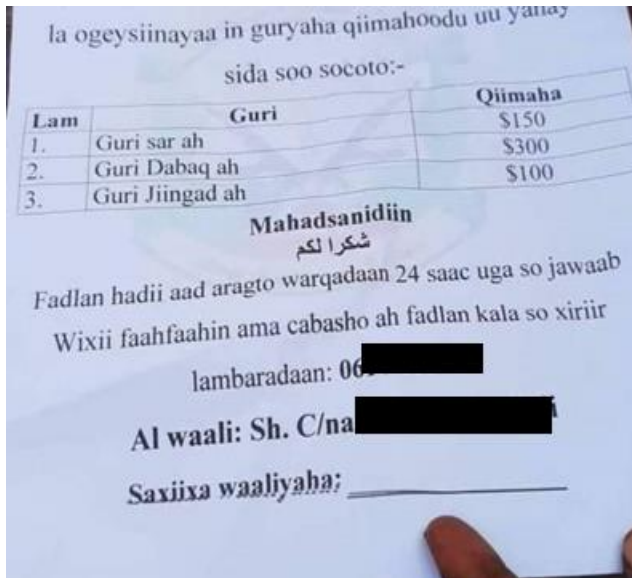 la ogeysiinayaa in guryaha qiimahoodu uu yahay
sida soo socoto:-
Lam Guri Qiimaha
1. Guri sar ah $150
2. Guri Dabaq ah $300
3. Guri Jiingad ah $100
Mahadsanidiin
شكرا لكم
Fadlan hadii aad aragto warqadaan 24 saac uga so jawaab
Wixii faahfaahin ama cabasho ah fadlan kala so xiriir
lambaradaan: 06
Al waali: Sh. C/na
Saxiixa waaliyaha: